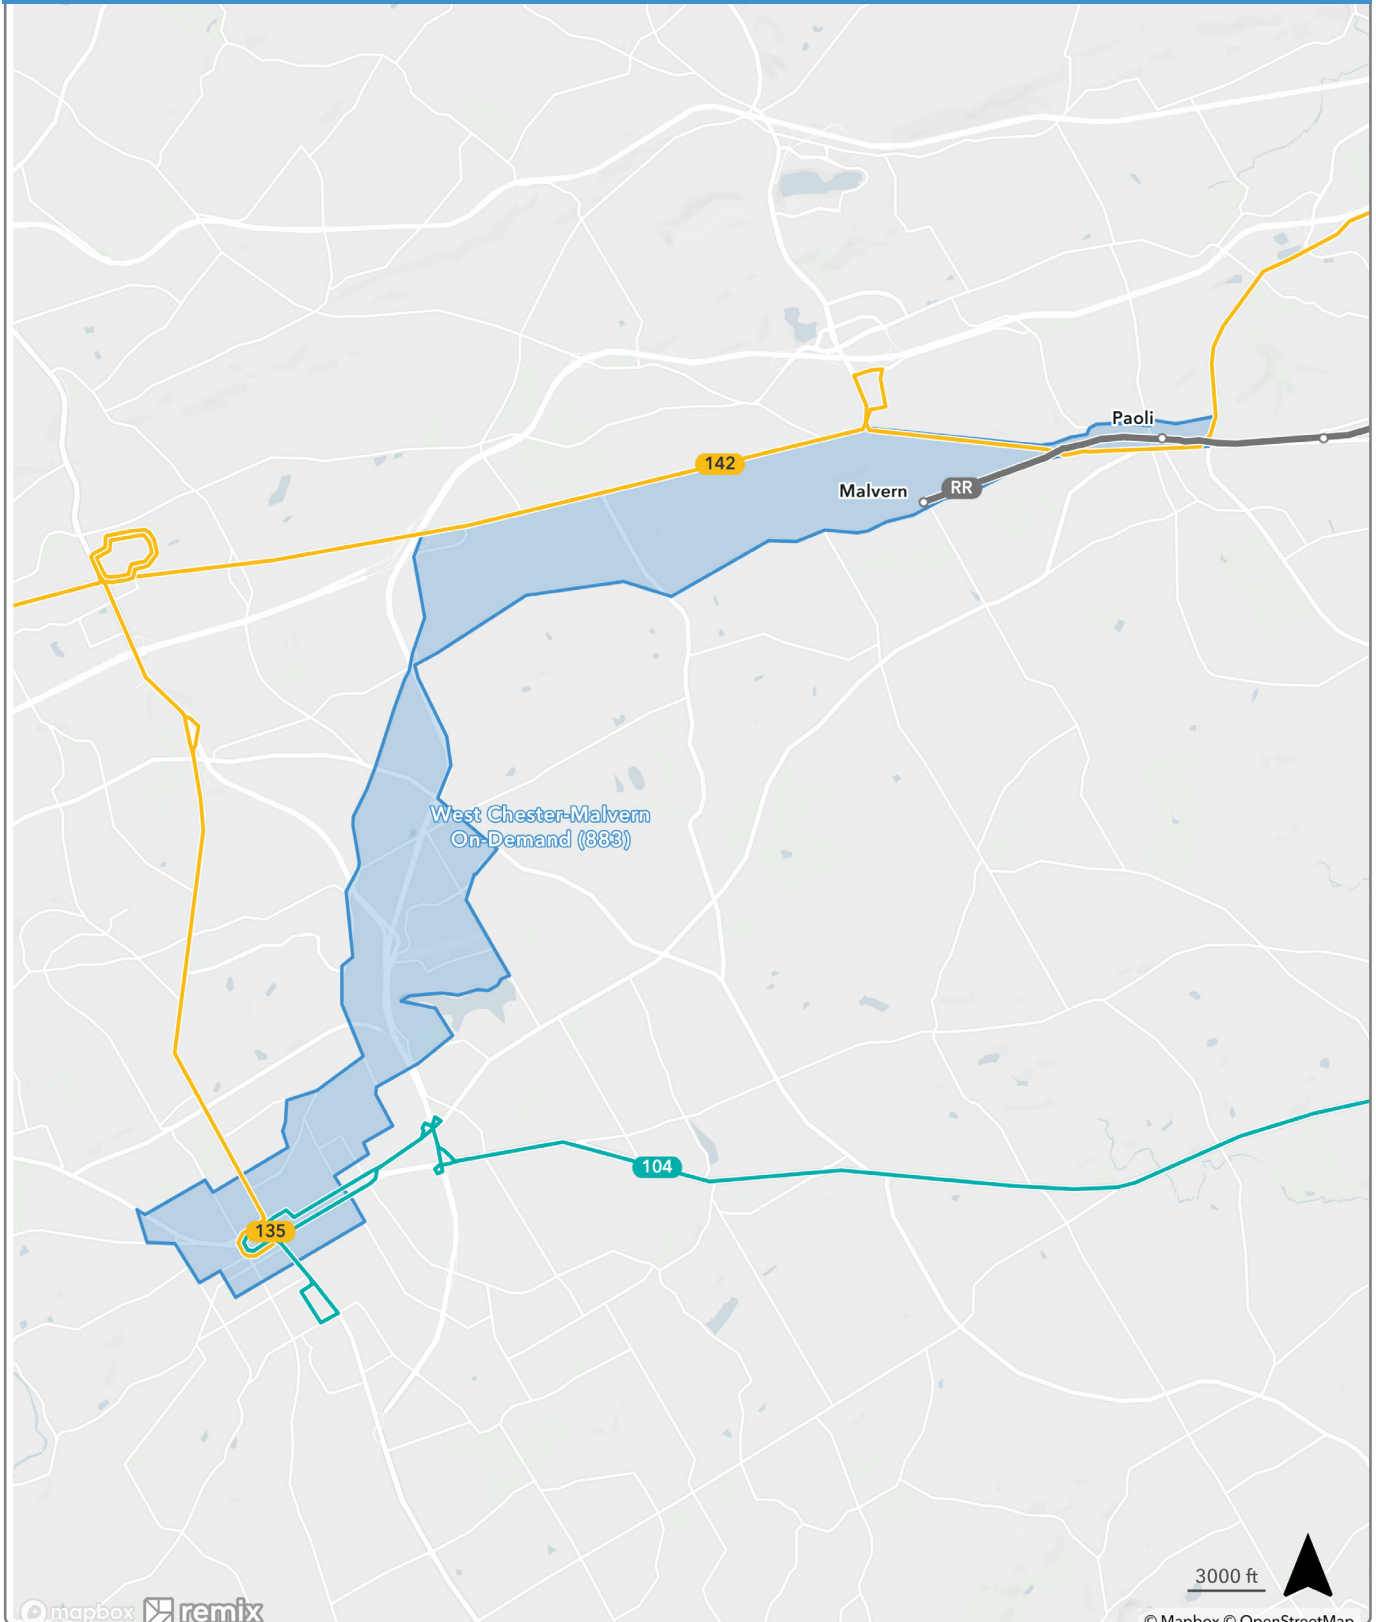 Paoli
142
Malvern
RR
West Chester-Malvern
On-Demand (883)
104
135
3000 ft
mapbox
remix
© Mapbox © OpenStreetMap